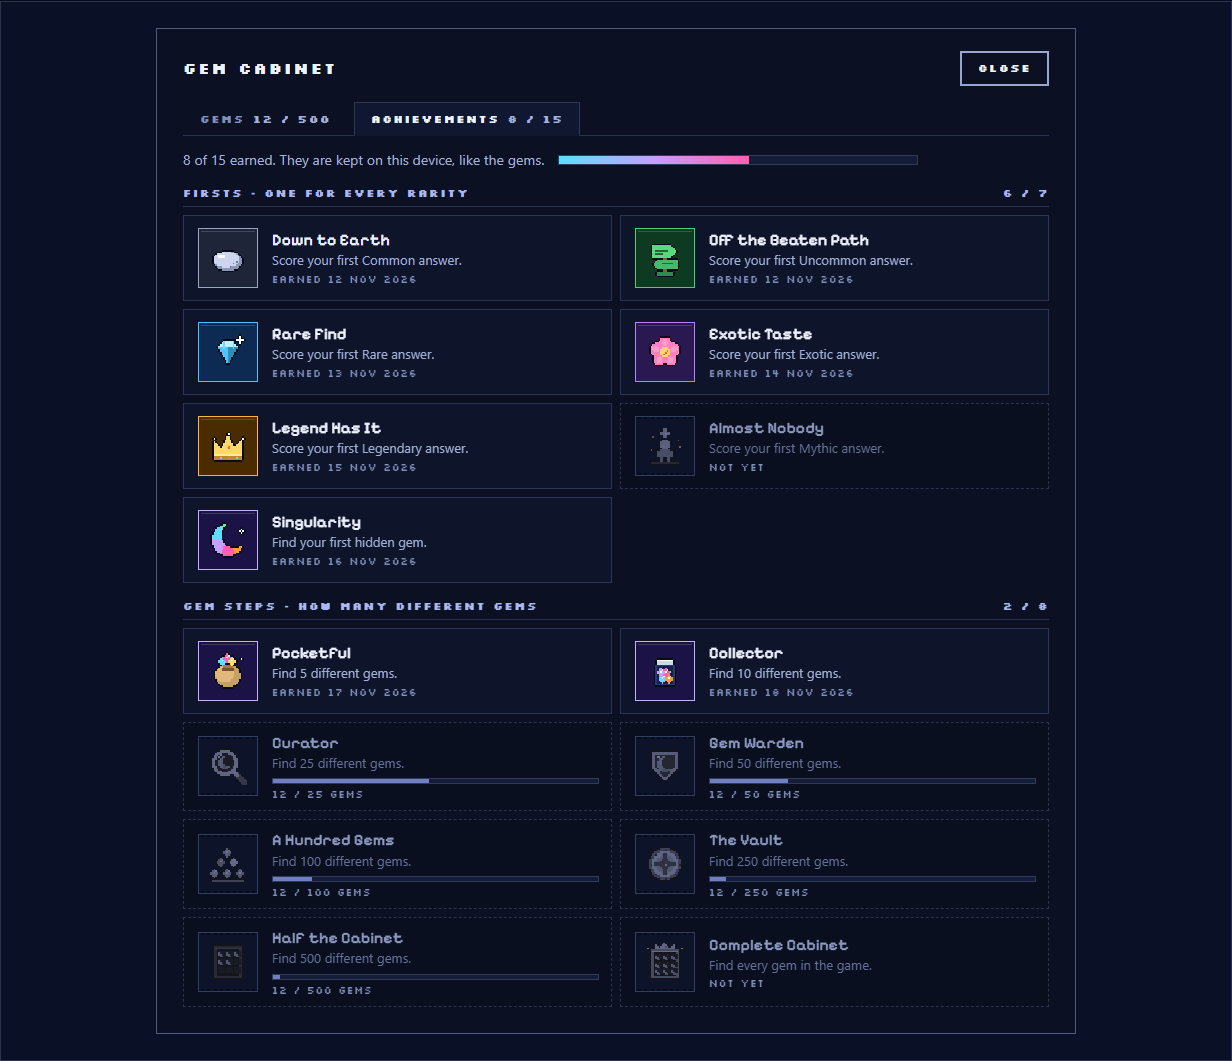 GEM CABINET
CLOSE
GEMS 12 / 500
ACHIEVEMENTS 8 / 15
8 of 15 earned. They are kept on this device, like the gems.
FIRSTS · ONE FOR EVERY RARITY
6 / 7
Down to Earth
Score your first Common answer.
EARNED 12 NOV 2026
Off the Beaten Path
Score your first Uncommon answer.
EARNED 12 NOV 2026
Rare Find
Score your first Rare answer.
EARNED 13 NOV 2026
Exotic Taste
Score your first Exotic answer.
EARNED 14 NOV 2026
Legend Has It
Score your first Legendary answer.
EARNED 15 NOV 2026
Almost Nobody
Score your first Mythic answer.
NOT YET
Singularity
Find your first hidden gem.
EARNED 16 NOV 2026
GEM STEPS · HOW MANY DIFFERENT GEMS
2 / 8
Pocketful
Find 5 different gems.
EARNED 17 NOV 2026
Collector
Find 10 different gems.
EARNED 18 NOV 2026
Curator
Find 25 different gems.
12 / 25 GEMS
Gem Warden
Find 50 different gems.
12 / 50 GEMS
A Hundred Gems
Find 100 different gems.
12 / 100 GEMS
The Vault
Find 250 different gems.
12 / 250 GEMS
Half the Cabinet
Find 500 different gems.
12 / 500 GEMS
Complete Cabinet
Find every gem in the game.
NOT YET